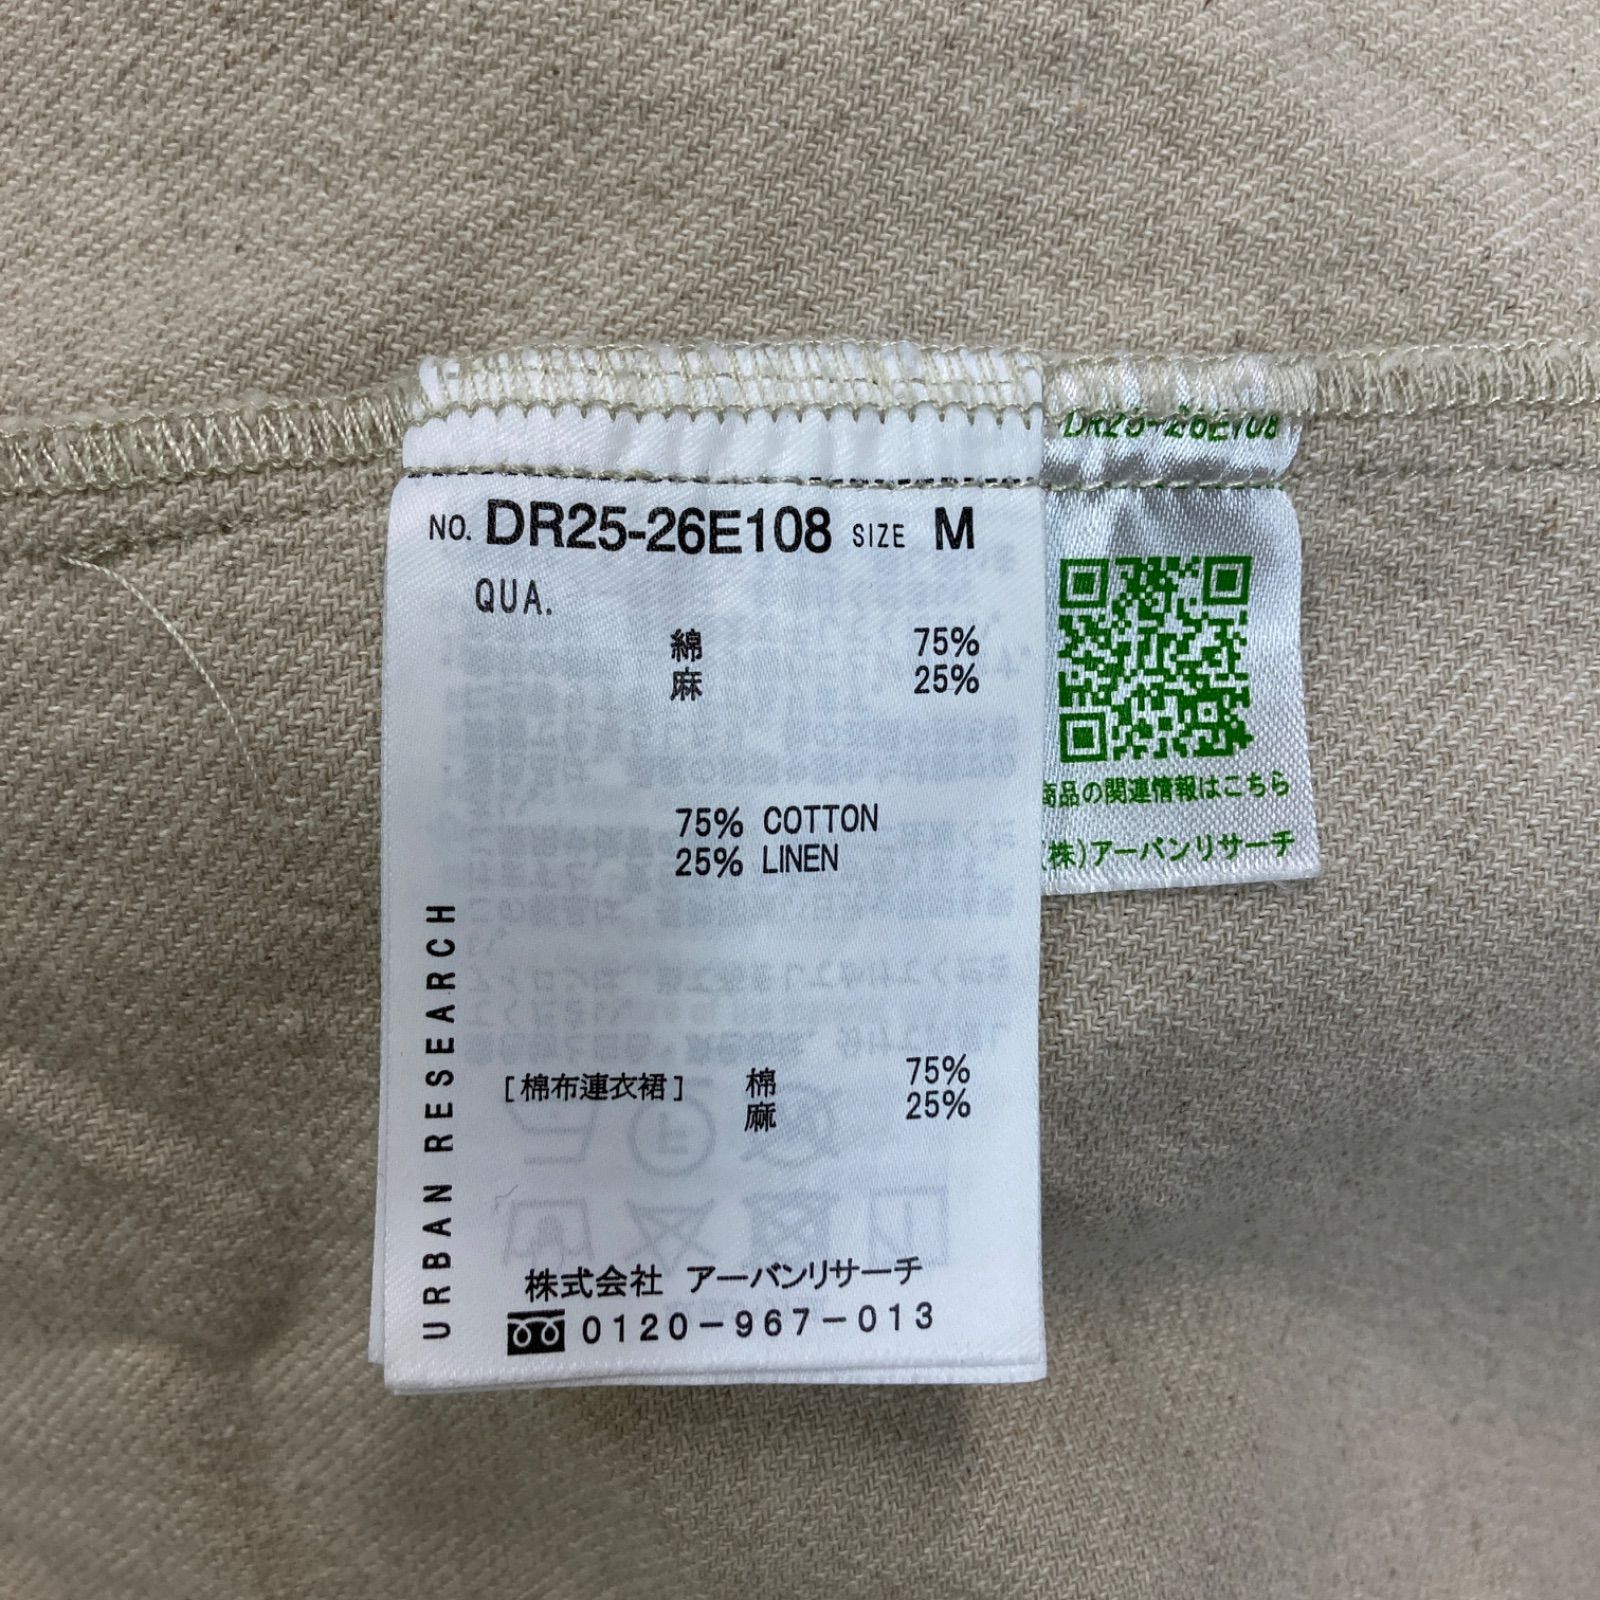 NO. DR25-26E108 SIZE M
QUA.
綿 75%
麻 25%
75% COTTON
25% LINEN
[棉布連衣裙] 棉 75%
麻 25%
URBAN RESEARCH
株式会社 アーバンリサーチ
0120-967-013
DR25-26E108
商品の関連情報はこちら
(株)アーバンリサーチ